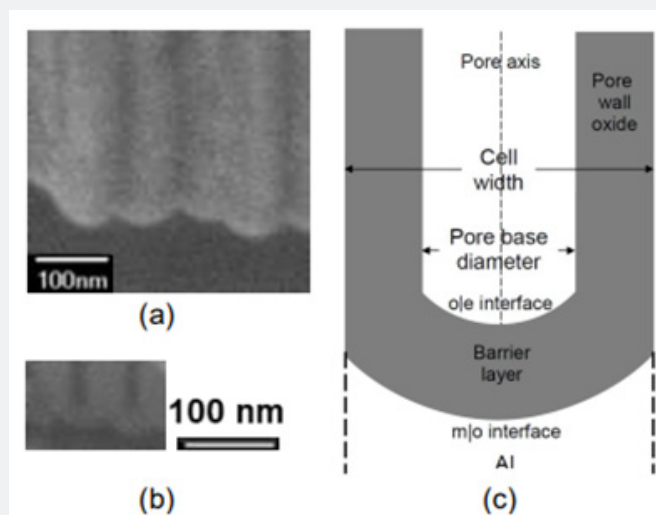 100nm
(a)
100 nm
(b)
Pore axis
Pore
wall
oxide
Cell
width
Pore base
diameter
o|e interface
Barrier
layer
m|o interface
Al
(c)